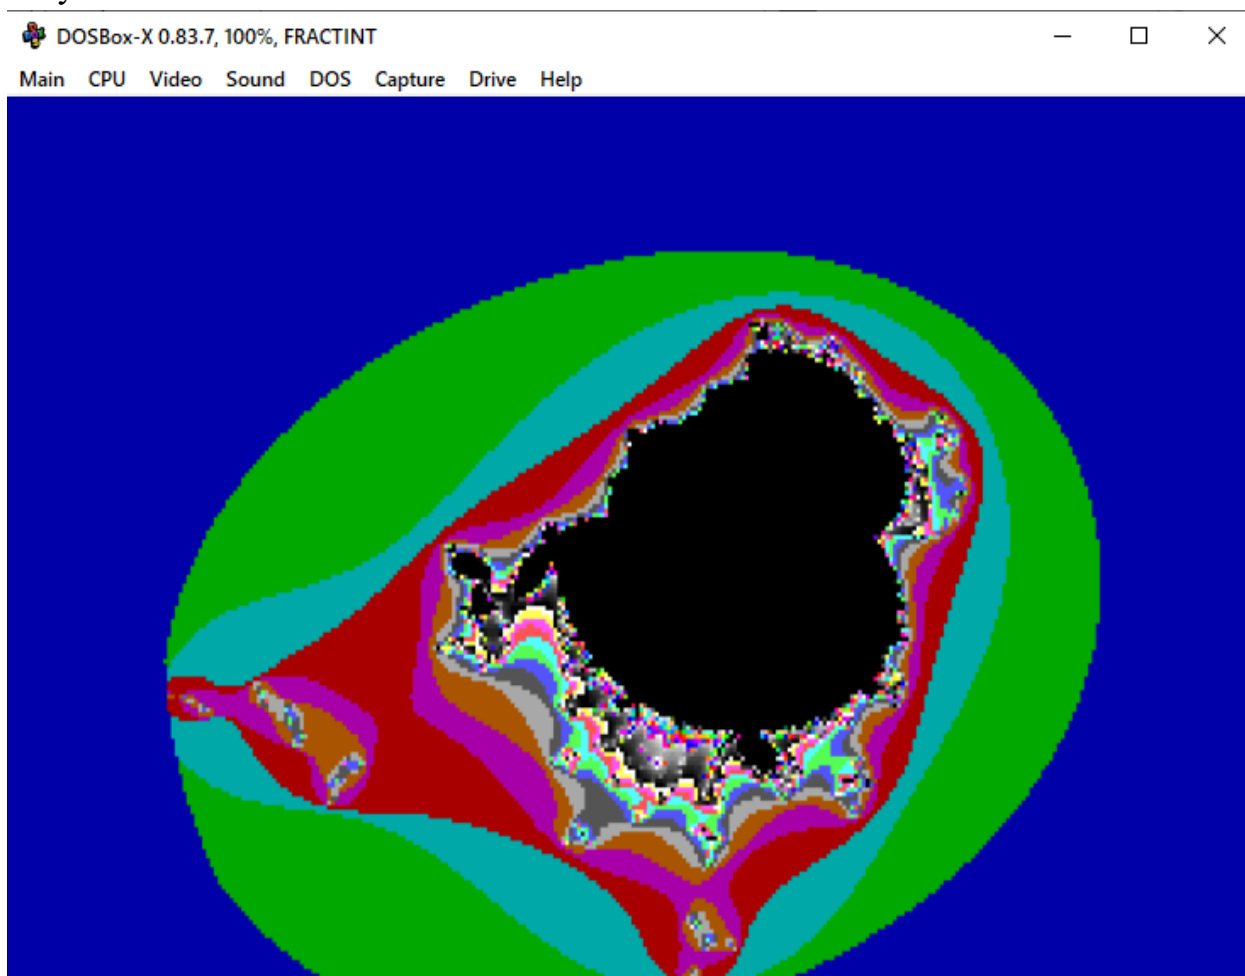 DOSBox-X 0.83.7, 100%, FRACTINT
Main CPU Video Sound DOS Capture Drive Help